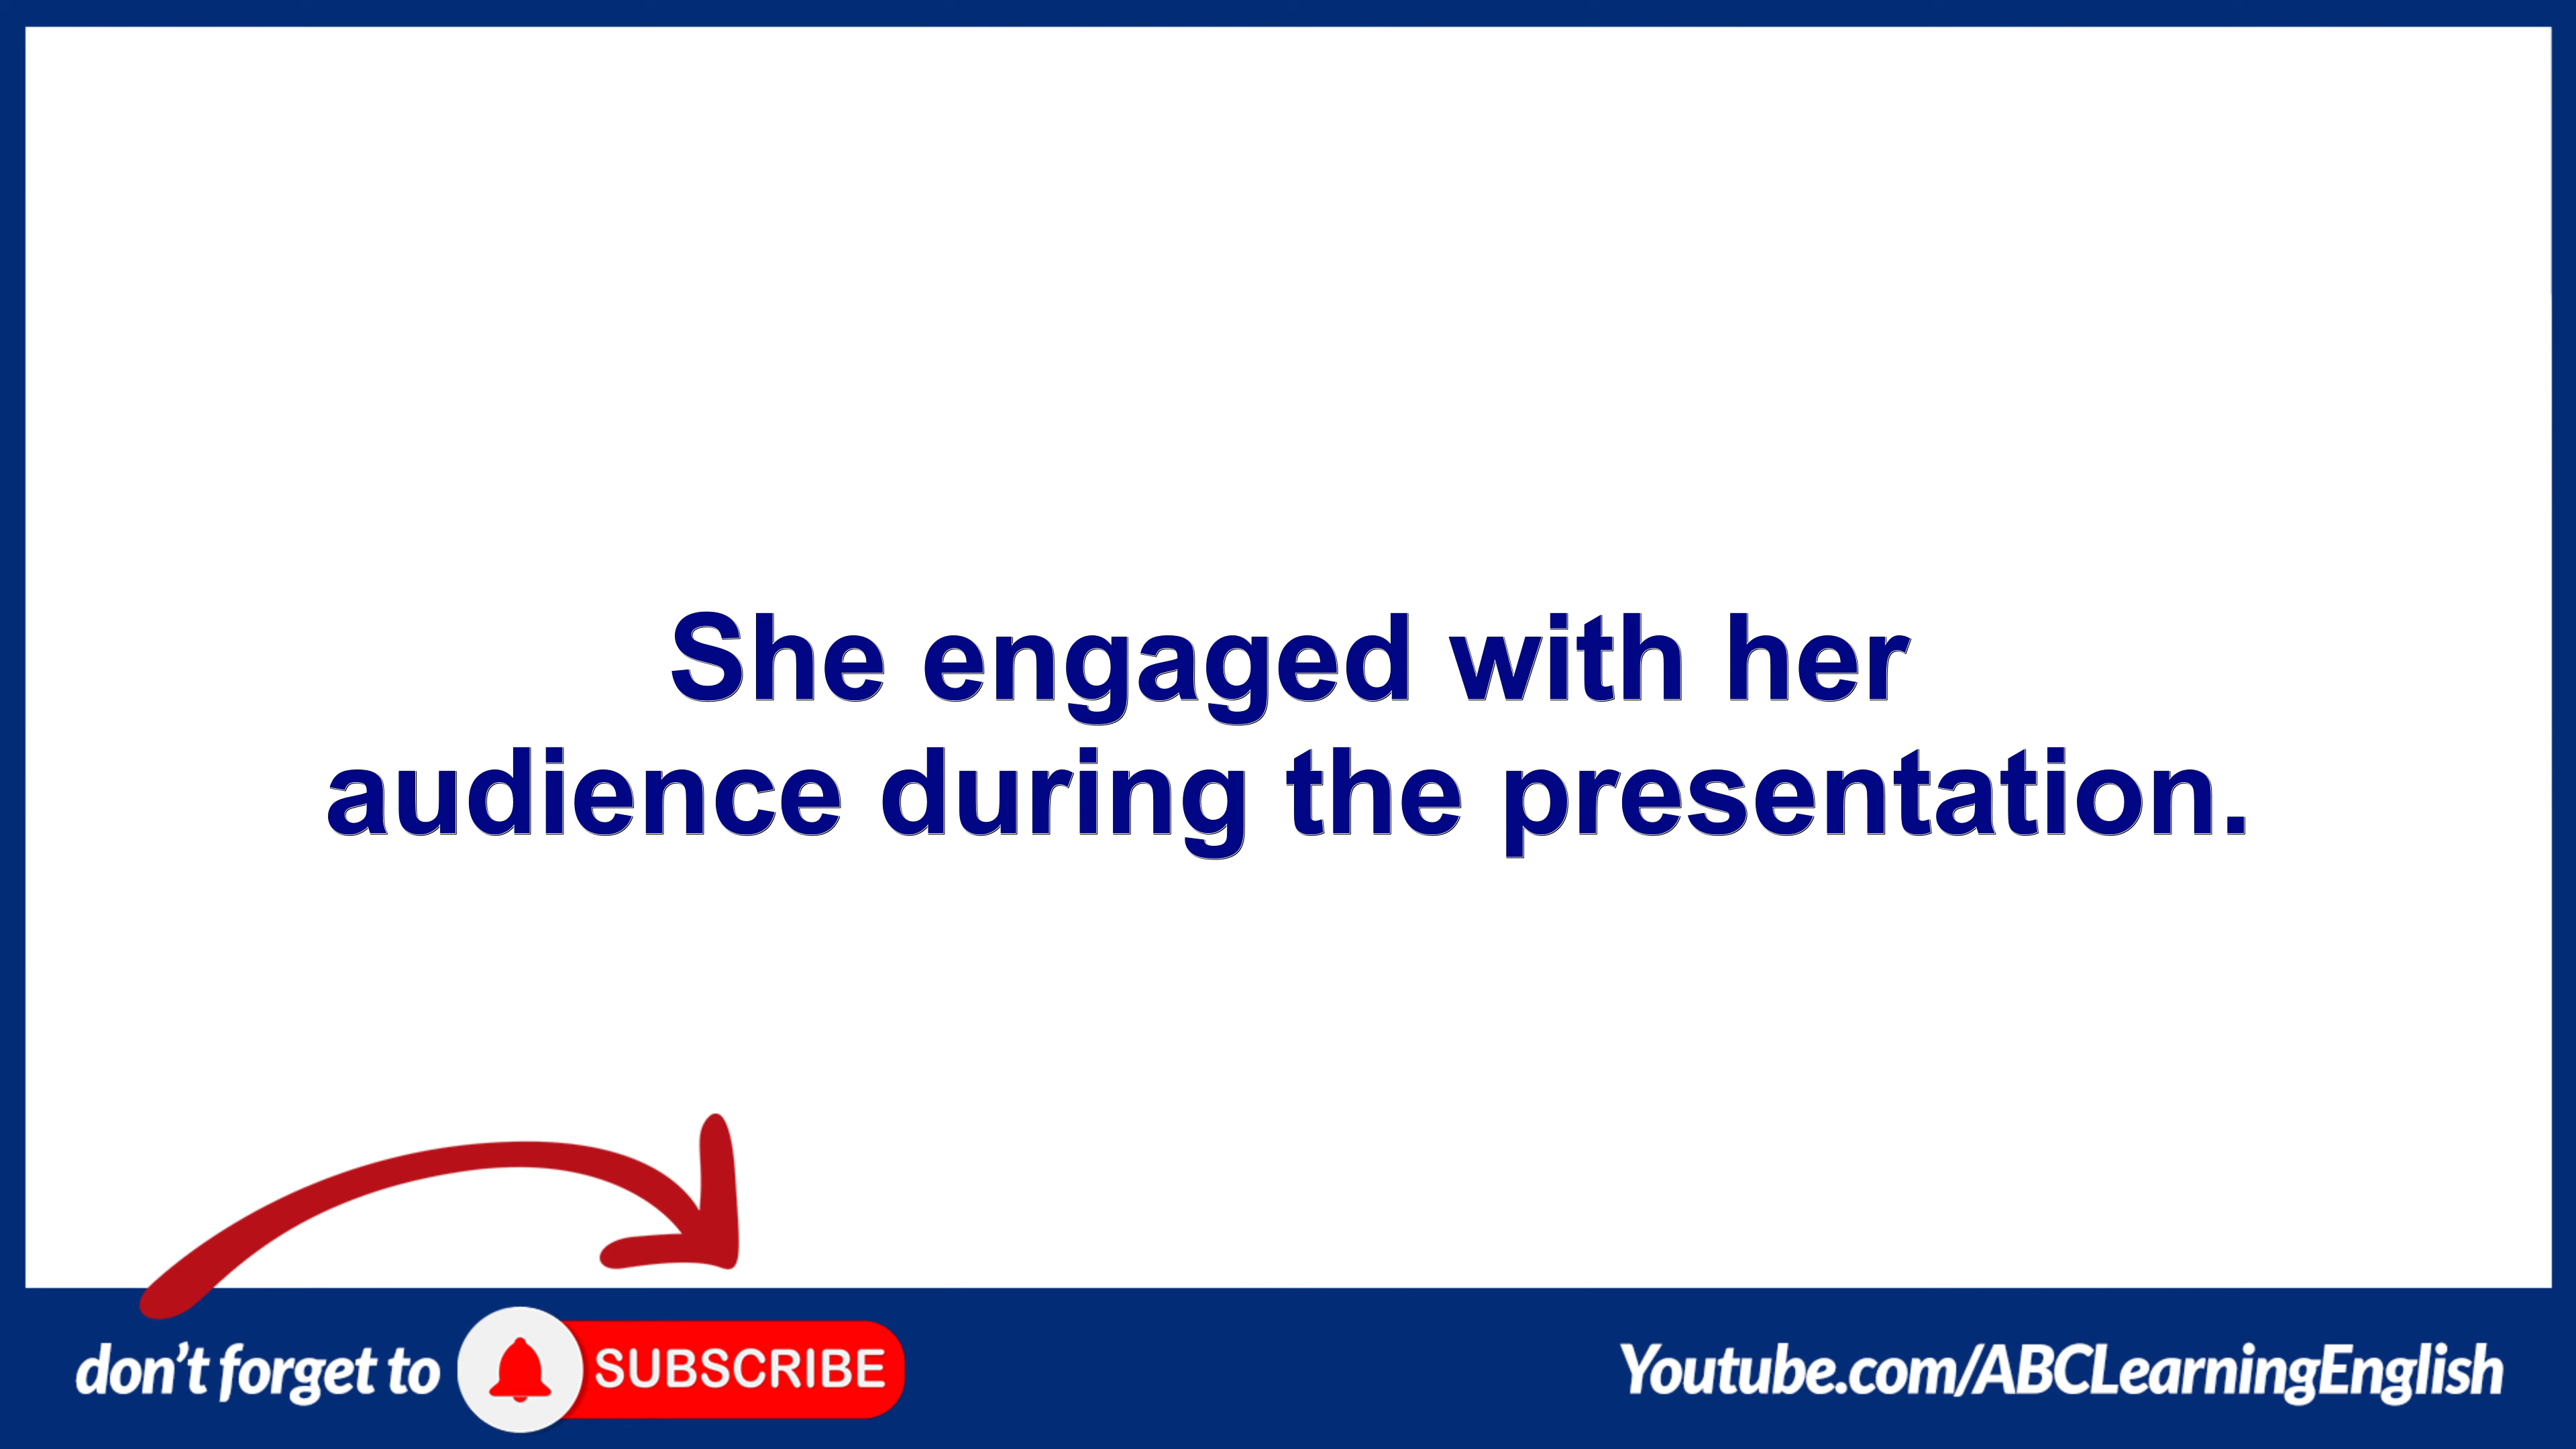 She engaged with her
audience during the presentation.
don't forget to SUBSCRIBE
Youtube.com/ABCLearningEnglish